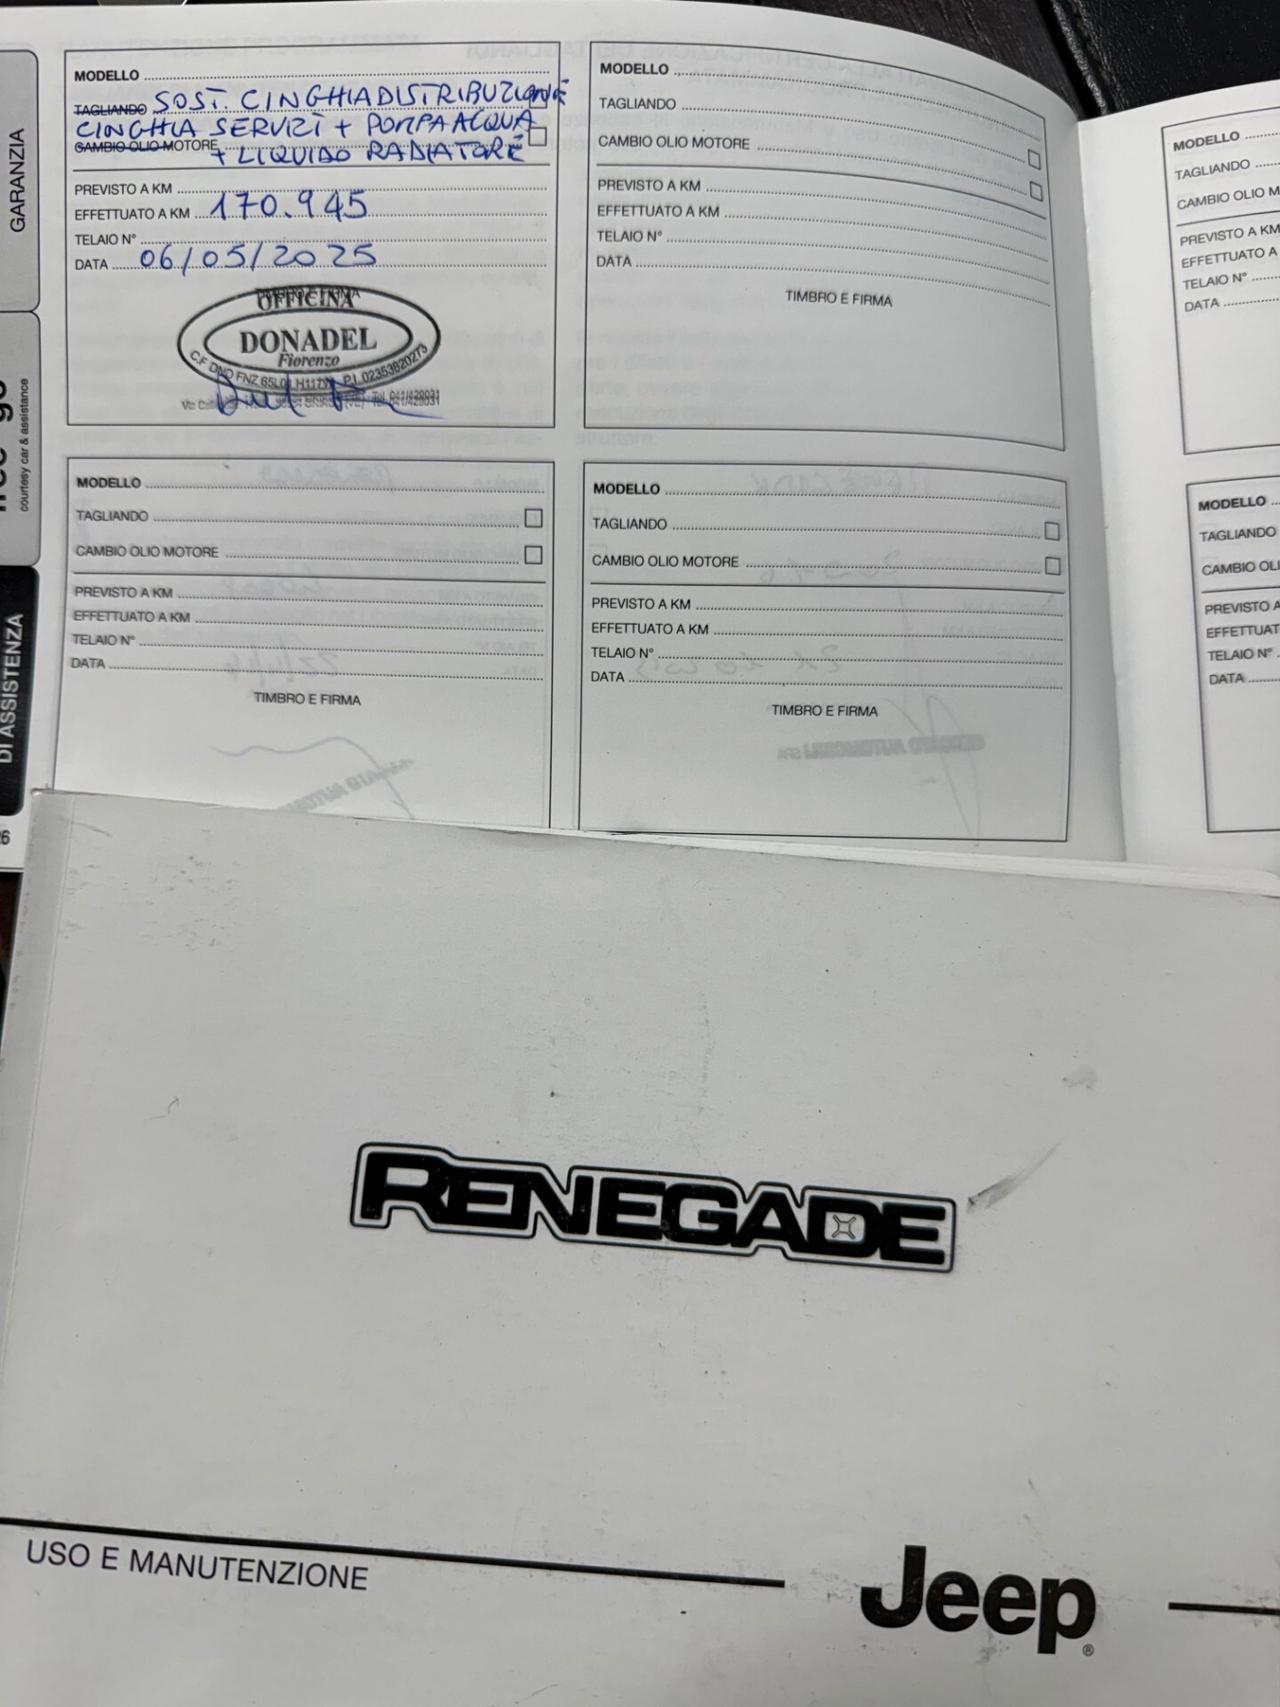 GARANZIA
courtesy car & assistance
DI ASSISTENZA
MODELLO
TAGLIANDO SOST. CINGHIA DISTRIBUZIONE
CINGHIA SERVIZI + POMPA ACQUA
CAMBIO OLIO MOTORE + LIQUIDO RADIATORE
PREVISTO A KM
EFFETTUATO A KM 170.945
TELAIO N°
DATA 06/05/2025
OFFICINA
DONADEL
Fiorenzo
MODELLO
TAGLIANDO
CAMBIO OLIO MOTORE
PREVISTO A KM
EFFETTUATO A KM
TELAIO N°
DATA
TIMBRO E FIRMA
MODELLO
TAGLIANDO
CAMBIO OLIO M
PREVISTO A KM
EFFETTUATO A
TELAIO N°
DATA
MODELLO
TAGLIANDO
CAMBIO OLIO MOTORE
PREVISTO A KM
EFFETTUATO A KM
TELAIO N°
DATA
TIMBRO E FIRMA
MODELLO
TAGLIANDO
CAMBIO OLIO MOTORE
PREVISTO A KM
EFFETTUATO A KM
TELAIO N°
DATA
TIMBRO E FIRMA
MODELLO
TAGLIANDO
CAMBIO OLI
PREVISTO A
EFFETTUAT
TELAIO N°
DATA
RENEGADE
USO E MANUTENZIONE
Jeep